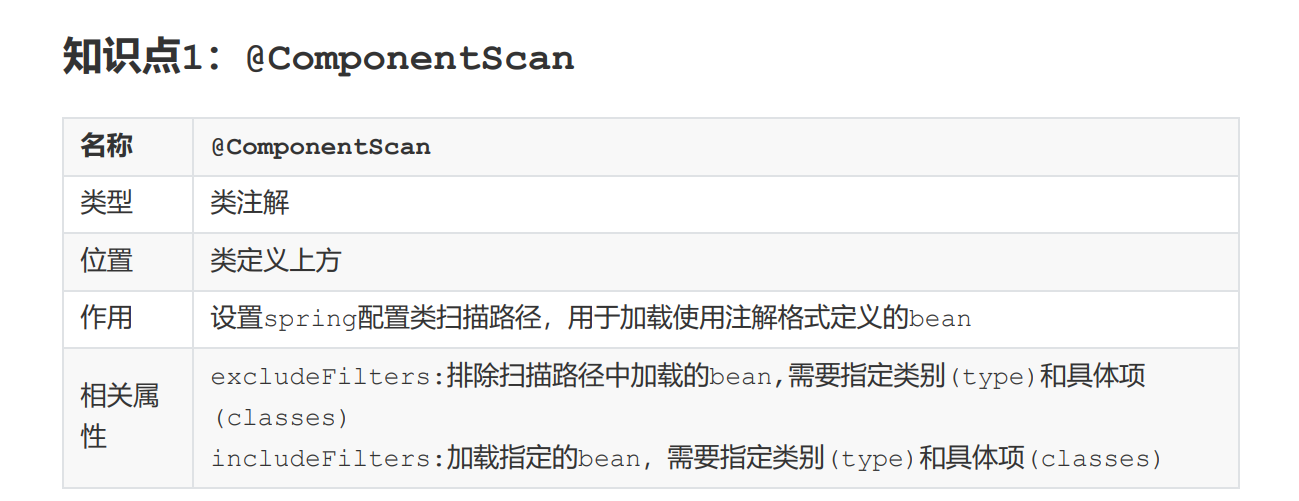 知识点1：@ComponentScan
名称 @ComponentScan
类型 类注解
位置 类定义上方
作用 设置spring配置类扫描路径，用于加载使用注解格式定义的bean
相关属性 excludeFilters:排除扫描路径中加载的bean,需要指定类别(type)和具体项
(classes)
includeFilters:加载指定的bean，需要指定类别(type)和具体项(classes)